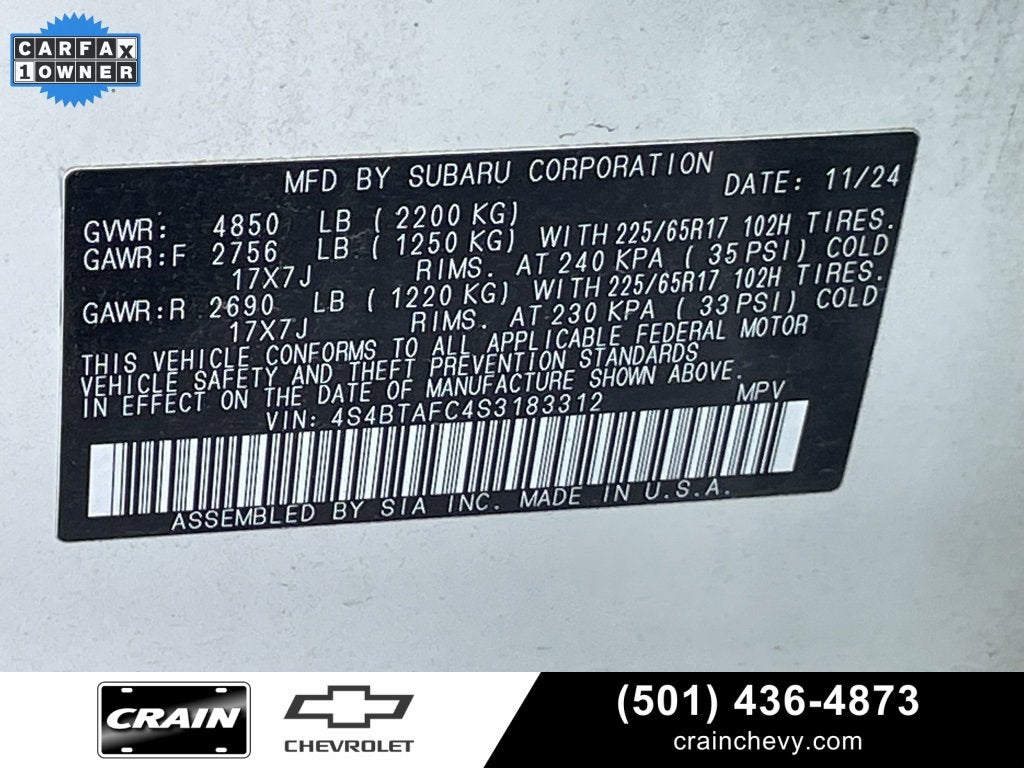 CARFAX
1 OWNER
MFD BY SUBARU CORPORATION DATE: 11/24
GVWR: 4850 LB ( 2200 KG)
GAWR:F 2756 LB ( 1250 KG) WITH 225/65R17 102H TIRES.
17X7J RIMS. AT 240 KPA ( 35 PSI) COLD
GAWR:R 2690 LB ( 1220 KG) WITH 225/65R17 102H TIRES.
17X7J RIMS. AT 230 KPA ( 33 PSI) COLD
THIS VEHICLE CONFORMS TO ALL APPLICABLE FEDERAL MOTOR
VEHICLE SAFETY AND THEFT PREVENTION STANDARDS
IN EFFECT ON THE DATE OF MANUFACTURE SHOWN ABOVE.
VIN: 4S4BTAFC4S3183312 MPV
ASSEMBLED BY SIA INC. MADE IN U.S.A.
CRAIN
CHEVROLET
(501) 436-4873
crainchevy.com